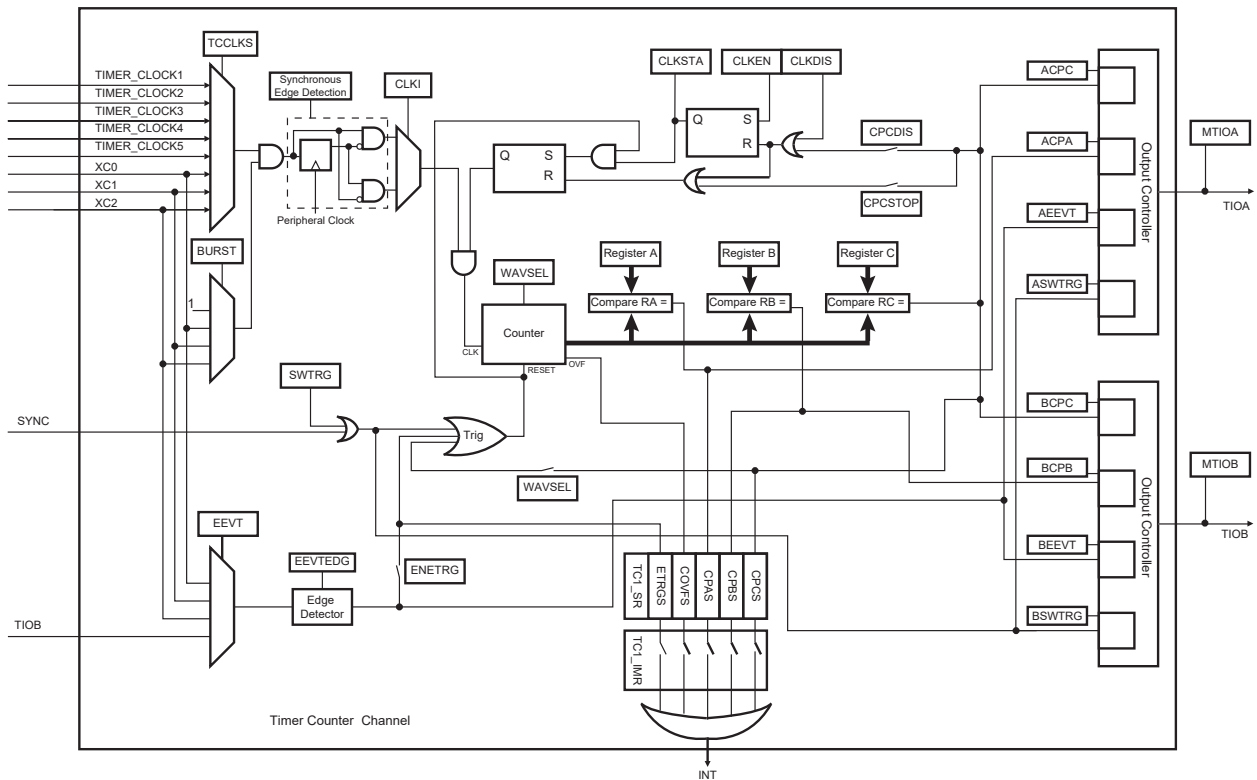 TCCLKS
TIMER_CLOCK1
TIMER_CLOCK2
TIMER_CLOCK3
TIMER_CLOCK4
TIMER_CLOCK5
XC0
XC1
XC2
Synchronous
Edge Detection
CLKI
Peripheral Clock
BURST
1
CLKSTA
CLKEN
CLKDIS
Q
S
R
Q
S
R
CPCDIS
CPCSTOP
Register A
Register B
Register C
Compare RA =
Compare RB =
Compare RC =
WAVSEL
Counter
CLK
RESET
OVF
SWTRG
SYNC
Trig
WAVSEL
EEVT
EEVTEDG
Edge
Detector
ENETRG
TIOB
TC1_SR
ETRGS
COVFS
CPAS
CPBS
CPCS
TC1_IMR
INT
Timer Counter Channel
ACPC
ACPA
AEEVT
ASWTRG
Output Controller
MTIOA
TIOA
BCPC
BCPB
BEEVT
BSWTRG
Output Controller
MTIOB
TIOB